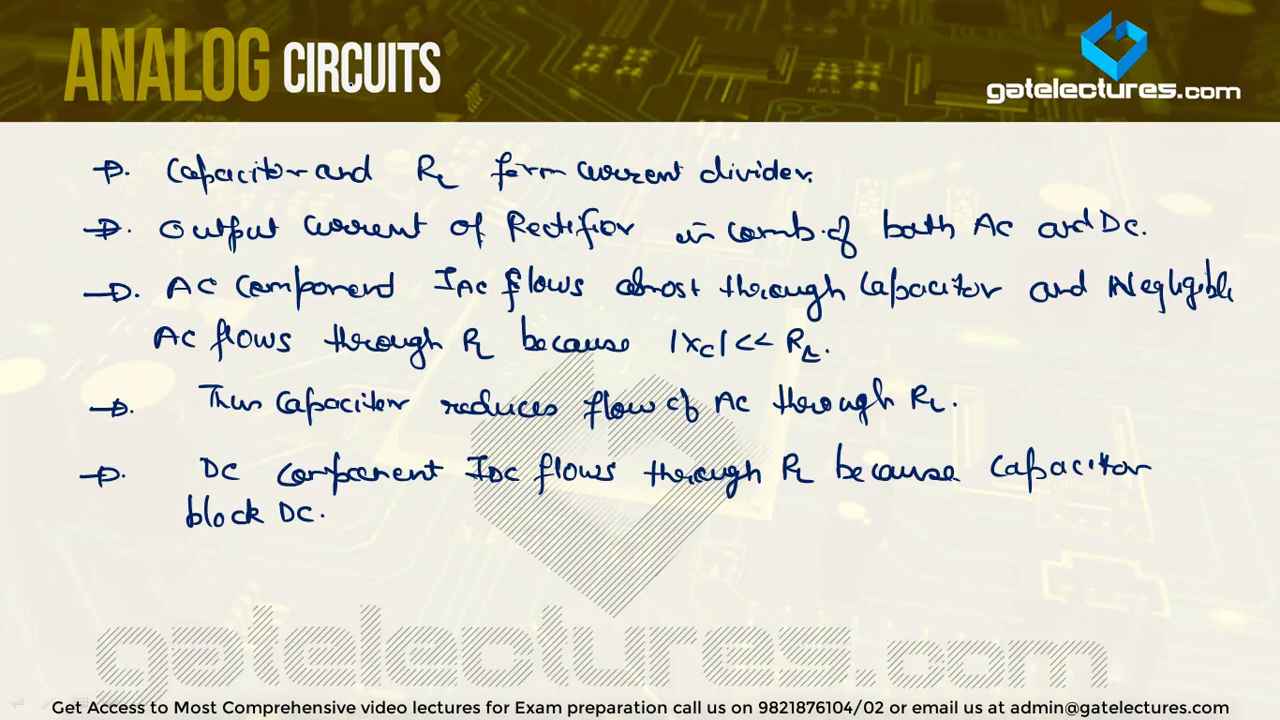 ANALOG CIRCUITS
gatelectures.com
Capacitor and RL form current divider.
Output current of Rectifier in comb. of both AC and DC.
AC component IAC flows almost through capacitor and Negligible
AC flows through RL because |Xc| << RL.
Thus capacitor reduces flow of AC through RL.
DC component IDC flows through RL because capacitor
block DC.
gatelectures.com
Get Access to Most Comprehensive video lectures for Exam preparation call us on 9821876104/02 or email us at admin@gatelectures.com